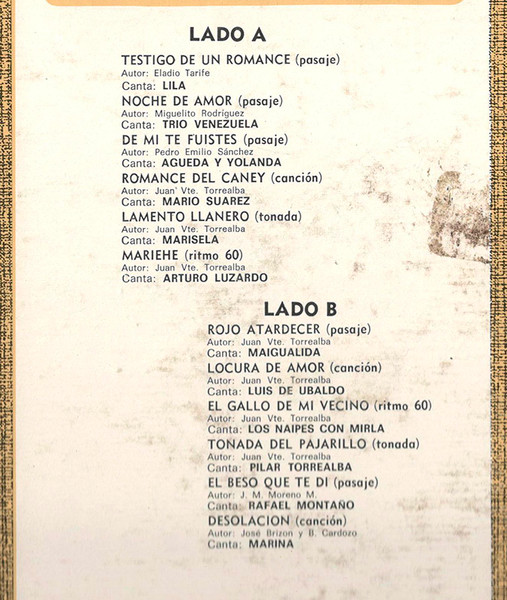 LADO A
TESTIGO DE UN ROMANCE (pasaje)
Autor: Eladio Tarife
Canta: LILA
NOCHE DE AMOR (pasaje)
Autor: Miguelito Rodríguez
Canta: TRIO VENEZUELA
DE MI TE FUISTES (pasaje)
Autor: Pedro Emilio Sánchez
Canta: AGUEDA Y YOLANDA
ROMANCE DEL CANEY (canción)
Autor: Juan Vte. Torrealba
Canta: MARIO SUAREZ
LAMENTO LLANERO (tonada)
Autor: Juan Vte. Torrealba
Canta: MARISELA
MARIEHE (ritmo 60)
Autor: Juan Vte. Torrealba
Canta: ARTURO LUZARDO
LADO B
ROJO ATARDECER (pasaje)
Autor: Juan Vte. Torrealba
Canta: MAIGUALIDA
LOCURA DE AMOR (canción)
Autor: Juan Vte. Torrealba
Canta: LUIS DE UBALDO
EL GALLO DE MI VECINO (ritmo 60)
Autor: Juan Vte. Torrealba
Canta: LOS NAIPES CON MIRLA
TONADA DEL PAJARILLO (tonada)
Autor: Juan Vte. Torrealba
Canta: PILAR TORREALBA
EL BESO QUE TE DI (pasaje)
Autor: J. M. Moreno M.
Canta: RAFAEL MONTAÑO
DESOLACION (canción)
Autor: José Brizon y B. Cardozo
Canta: MARINA